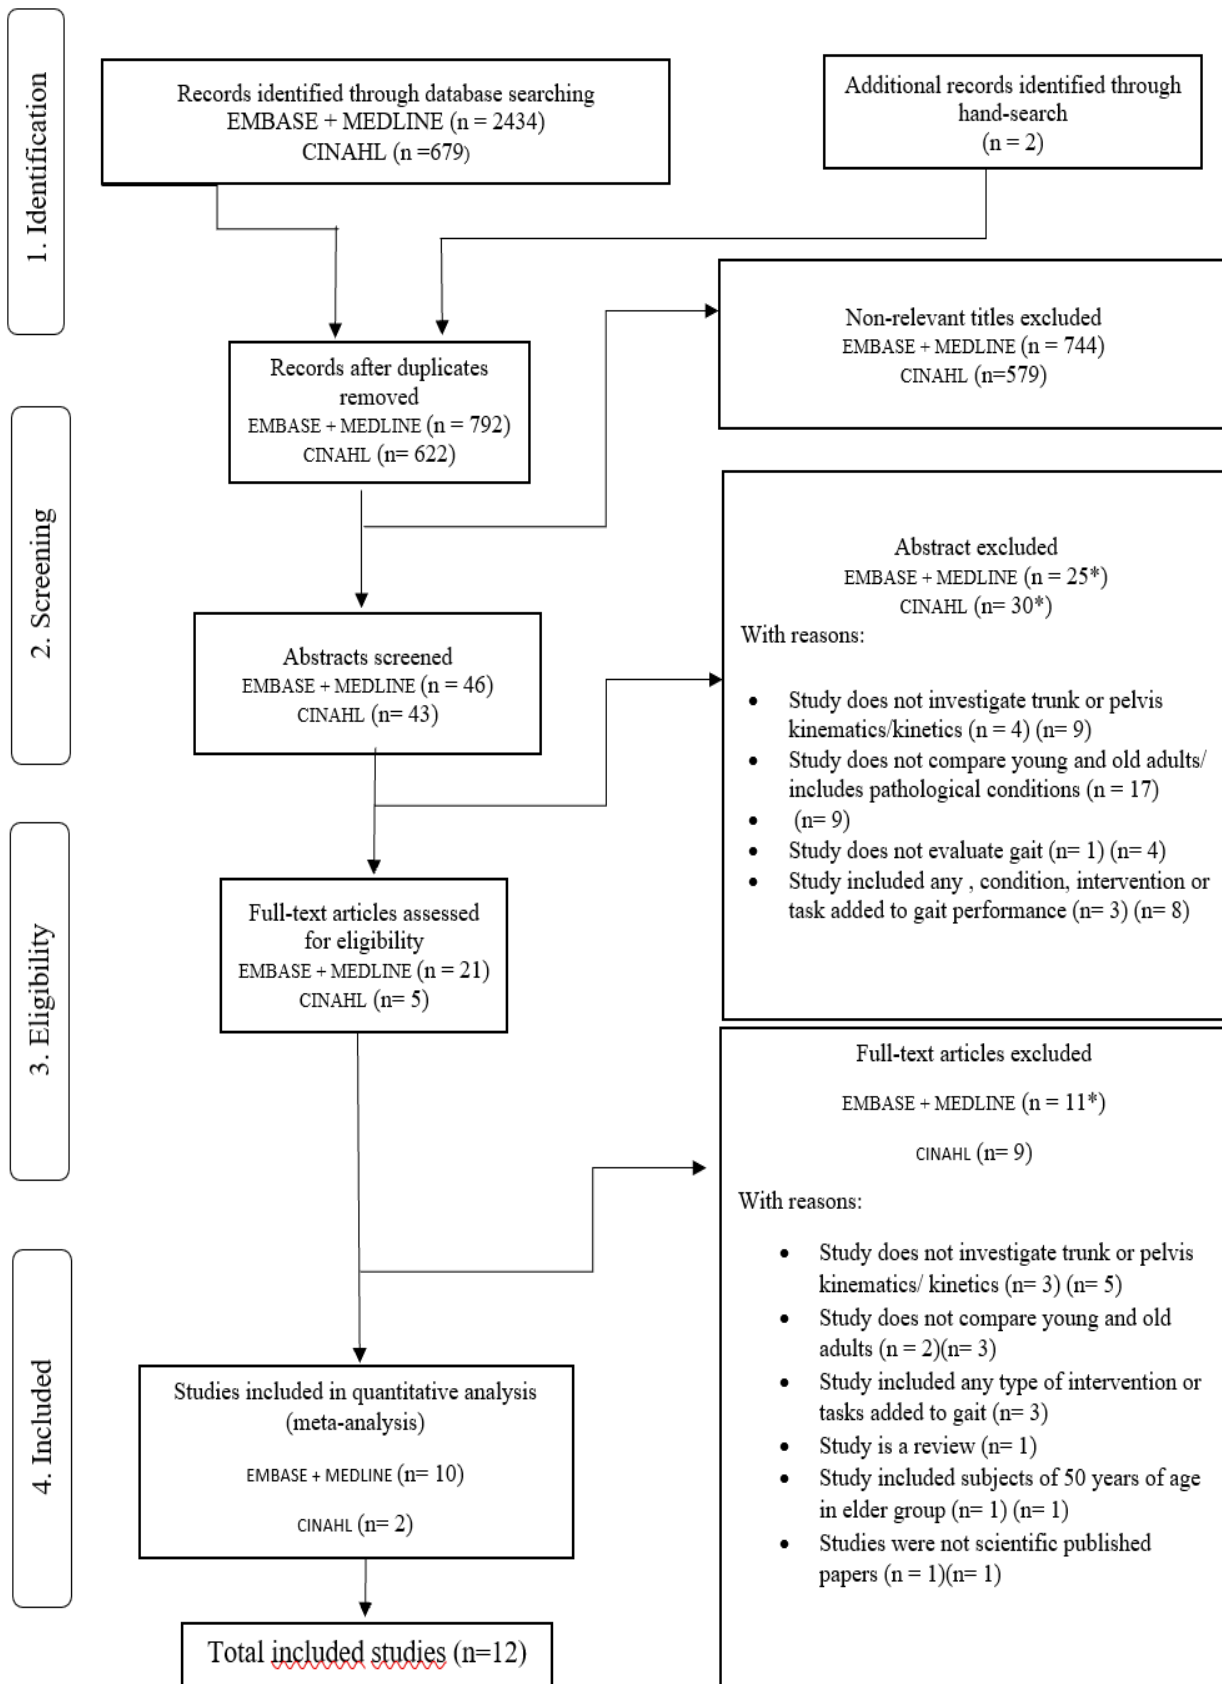 1. Identification
Records identified through database searching
EMBASE + MEDLINE (n = 2434)
CINAHL (n =679)
Additional records identified through
hand-search
(n = 2)
Non-relevant titles excluded
EMBASE + MEDLINE (n = 744)
CINAHL (n=579)
Records after duplicates
removed
EMBASE + MEDLINE (n = 792)
CINAHL (n= 622)
2. Screening
Abstract excluded
EMBASE + MEDLINE (n = 25*)
CINAHL (n= 30*)
With reasons:
• Study does not investigate trunk or pelvis
kinematics/kinetics (n = 4) (n= 9)
• Study does not compare young and old adults/
includes pathological conditions (n = 17)
• (n= 9)
• Study does not evaluate gait (n= 1) (n= 4)
• Study included any , condition, intervention or
task added to gait performance (n= 3) (n= 8)
Abstracts screened
EMBASE + MEDLINE (n = 46)
CINAHL (n= 43)
3. Eligibility
Full-text articles assessed
for eligibility
EMBASE + MEDLINE (n = 21)
CINAHL (n= 5)
Full-text articles excluded
EMBASE + MEDLINE (n = 11*)
CINAHL (n= 9)
With reasons:
• Study does not investigate trunk or pelvis
kinematics/ kinetics (n= 3) (n= 5)
• Study does not compare young and old
adults (n = 2)(n= 3)
• Study included any type of intervention or
tasks added to gait (n= 3)
• Study is a review (n= 1)
• Study included subjects of 50 years of age
in elder group (n= 1) (n= 1)
• Studies were not scientific published
papers (n = 1)(n= 1)
4. Included
Studies included in quantitative analysis
(meta-analysis)
EMBASE + MEDLINE (n= 10)
CINAHL (n= 2)
Total included studies (n=12)